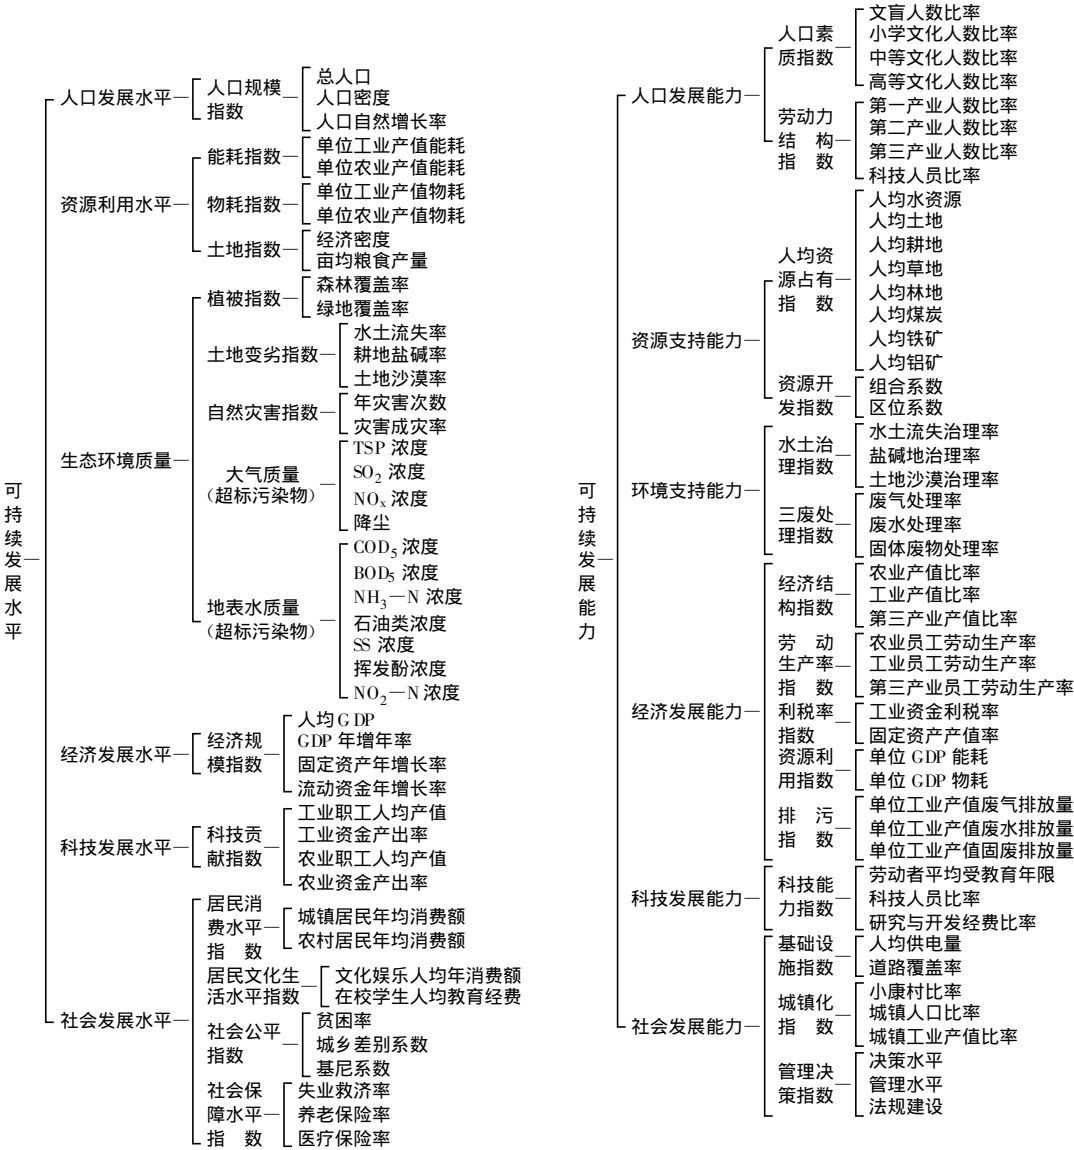 可持续发展水平
人口发展水平
人口规模
指数
总人口
人口密度
人口自然增长率
资源利用水平
能耗指数
单位工业产值能耗
单位农业产值能耗
物耗指数
单位工业产值物耗
单位农业产值物耗
土地指数
经济密度
亩均粮食产量
生态环境质量
植被指数
森林覆盖率
绿地覆盖率
土地变劣指数
水土流失率
耕地盐碱率
土地沙漠率
自然灾害指数
年灾害次数
灾害成灾率
大气质量
(超标污染物)
TSP 浓度
SO₂ 浓度
NOₓ 浓度
降尘
地表水质量
(超标污染物)
COD₅ 浓度
BOD₅ 浓度
NH₃—N 浓度
石油类浓度
SS 浓度
挥发酚浓度
NO₂—N 浓度
经济发展水平
经济规
模指数
人均 GDP
GDP 年增年率
固定资产年增长率
流动资金年增长率
科技发展水平
科技贡
献指数
工业职工人均产值
工业资金产出率
农业职工人均产值
农业资金产出率
社会发展水平
居民消
费水平
指 数
城镇居民年均消费额
农村居民年均消费额
居民文化生
活水平指数
文化娱乐人均年消费额
在校学生人均教育经费
社会公平
指数
贫困率
城乡差别系数
基尼系数
社会保
障水平
指 数
失业救济率
养老保险率
医疗保险率
可持续发展能力
人口发展能力
人口素
质指数
文盲人数比率
小学文化人数比率
中等文化人数比率
高等文化人数比率
劳动力
结 构
指 数
第一产业人数比率
第二产业人数比率
第三产业人数比率
科技人员比率
资源支持能力
人均资
源占有
指 数
人均水资源
人均土地
人均耕地
人均草地
人均林地
人均煤炭
人均铁矿
人均铝矿
资源开
发指数
组合系数
区位系数
环境支持能力
水土治
理指数
水土流失治理率
盐碱地治理率
土地沙漠治理率
三废处
理指数
废气处理率
废水处理率
固体废物处理率
经济发展能力
经济结
构指数
农业产值比率
工业产值比率
第三产业产值比率
劳 动
生产率
指 数
农业员工劳动生产率
工业员工劳动生产率
第三产业员工劳动生产率
利税率
指数
工业资金利税率
固定资产产值率
资源利
用指数
单位 GDP 能耗
单位 GDP 物耗
排 污
指 数
单位工业产值废气排放量
单位工业产值废水排放量
单位工业产值固废排放量
科技发展能力
科技能
力指数
劳动者平均受教育年限
科技人员比率
研究与开发经费比率
社会发展能力
基础设
施指数
人均供电量
道路覆盖率
城镇化
指 数
小康村比率
城镇人口比率
城镇工业产值比率
管理决
策指数
决策水平
管理水平
法规建设